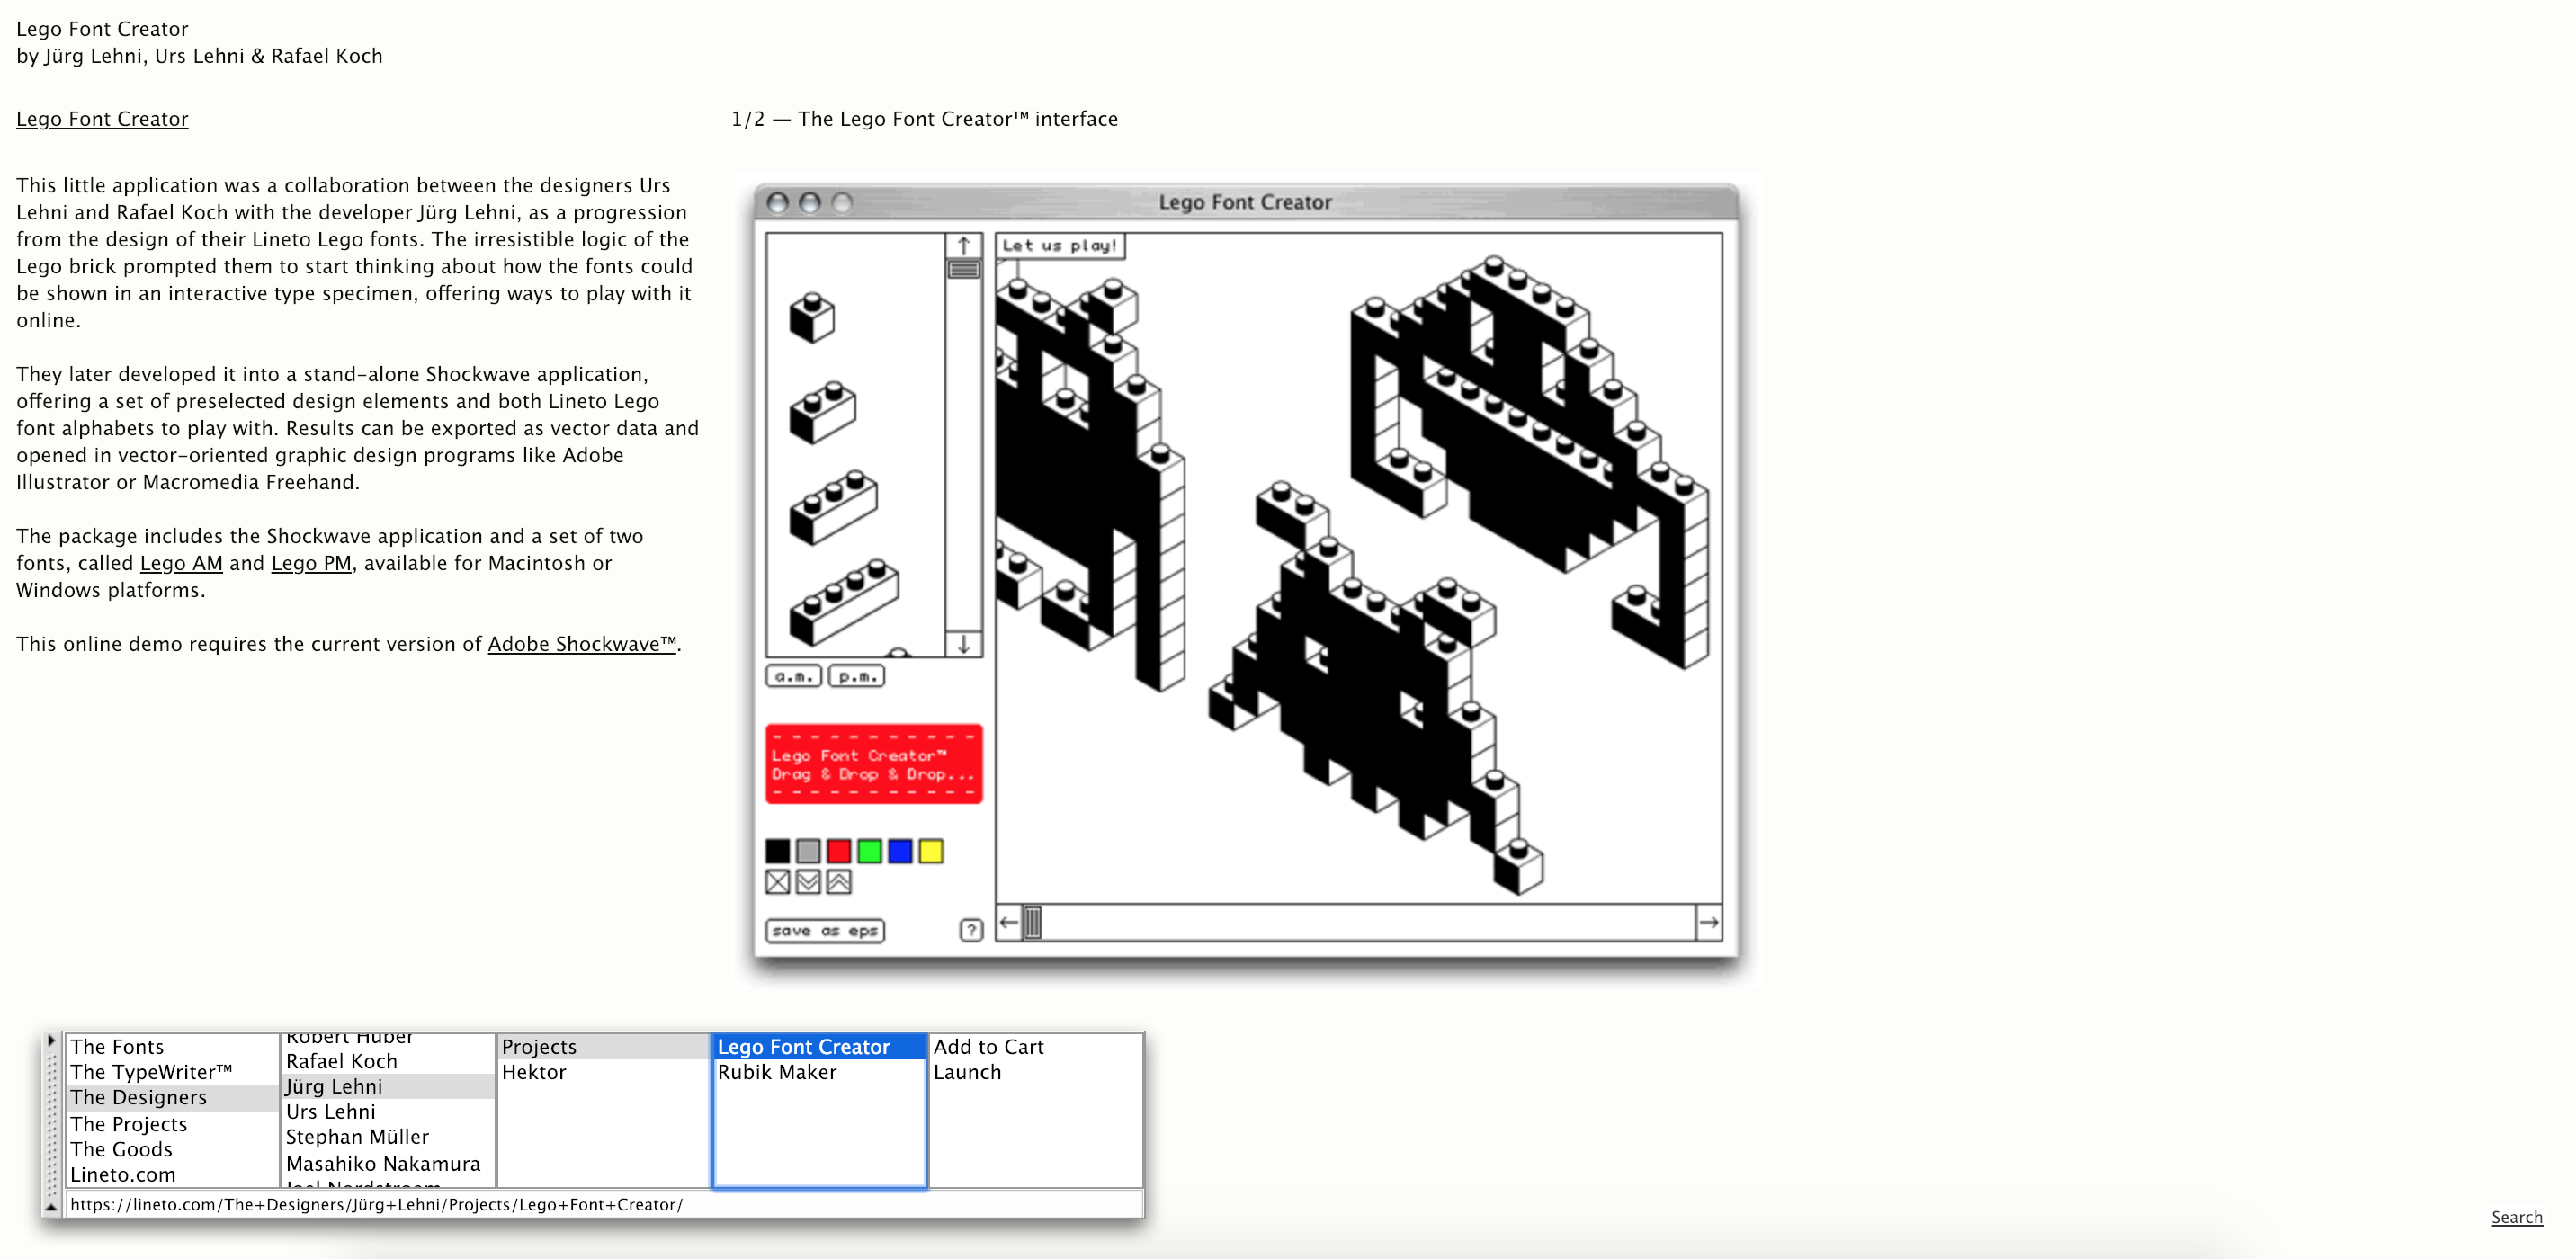 Lego Font Creator
by Jürg Lehni, Urs Lehni & Rafael Koch
Lego Font Creator
This little application was a collaboration between the designers Urs
Lehni and Rafael Koch with the developer Jürg Lehni, as a progression
from the design of their Lineto Lego fonts. The irresistible logic of the
Lego brick prompted them to start thinking about how the fonts could
be shown in an interactive type specimen, offering ways to play with it
online.
They later developed it into a stand-alone Shockwave application,
offering a set of preselected design elements and both Lineto Lego
font alphabets to play with. Results can be exported as vector data and
opened in vector-oriented graphic design programs like Adobe
Illustrator or Macromedia Freehand.
The package includes the Shockwave application and a set of two
fonts, called Lego AM and Lego PM, available for Macintosh or
Windows platforms.
This online demo requires the current version of Adobe Shockwave™.
1/2 — The Lego Font Creator™ interface
Lego Font Creator
Let us play!
a.m. p.m.
Lego Font Creator™
Drag & Drop & Drop...
save as eps ?
The Fonts
The TypeWriter™
The Designers
The Projects
The Goods
Lineto.com
Robert Huber
Rafael Koch
Jürg Lehni
Urs Lehni
Stephan Müller
Masahiko Nakamura
Joel Nordstroem
Projects
Hektor
Lego Font Creator
Rubik Maker
Add to Cart
Launch
https://lineto.com/The+Designers/Jürg+Lehni/Projects/Lego+Font+Creator/
Search